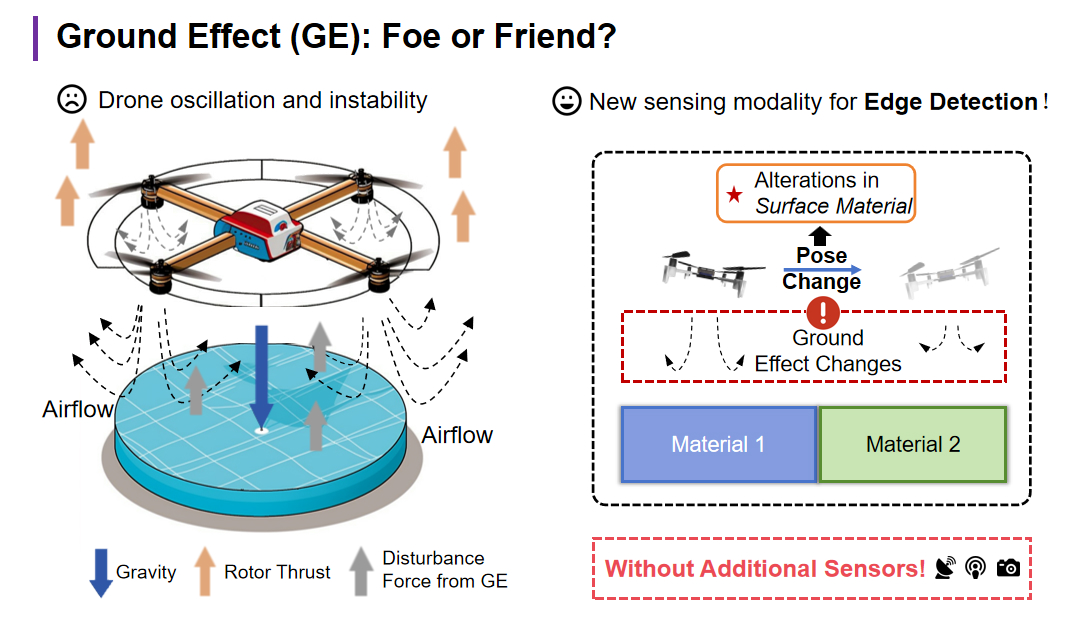 Ground Effect (GE): Foe or Friend?
Drone oscillation and instability
Airflow
Airflow
Gravity
Rotor Thrust
Disturbance
Force from GE
New sensing modality for Edge Detection!
Alterations in
Surface Material
Pose
Change
Ground
Effect Changes
Material 1
Material 2
Without Additional Sensors!